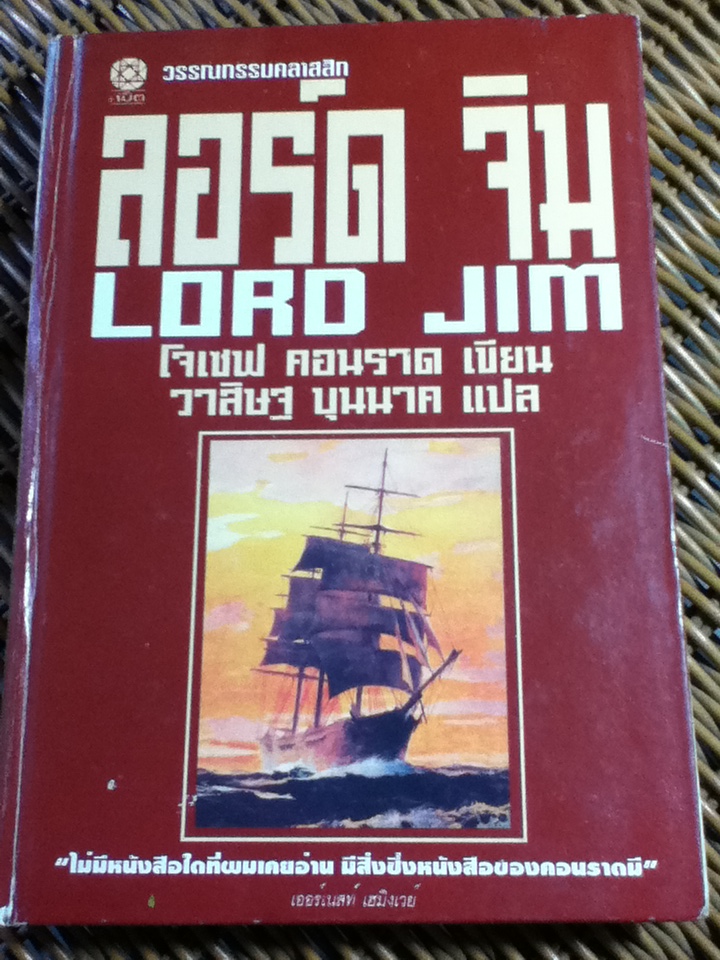 วรรณกรรมคลาสสิก
ลอร์ด จิม
LORD JIM
โจเซฟ คอนราด เขียน
วาสิษฐ บุนนาค แปล
“ไม่มีหนังสือใดที่ผมเคยอ่าน มีสิ่งซึ่งหนังสือของคอนราดมี”
เออร์เนสท์ เฮมิงเวย์